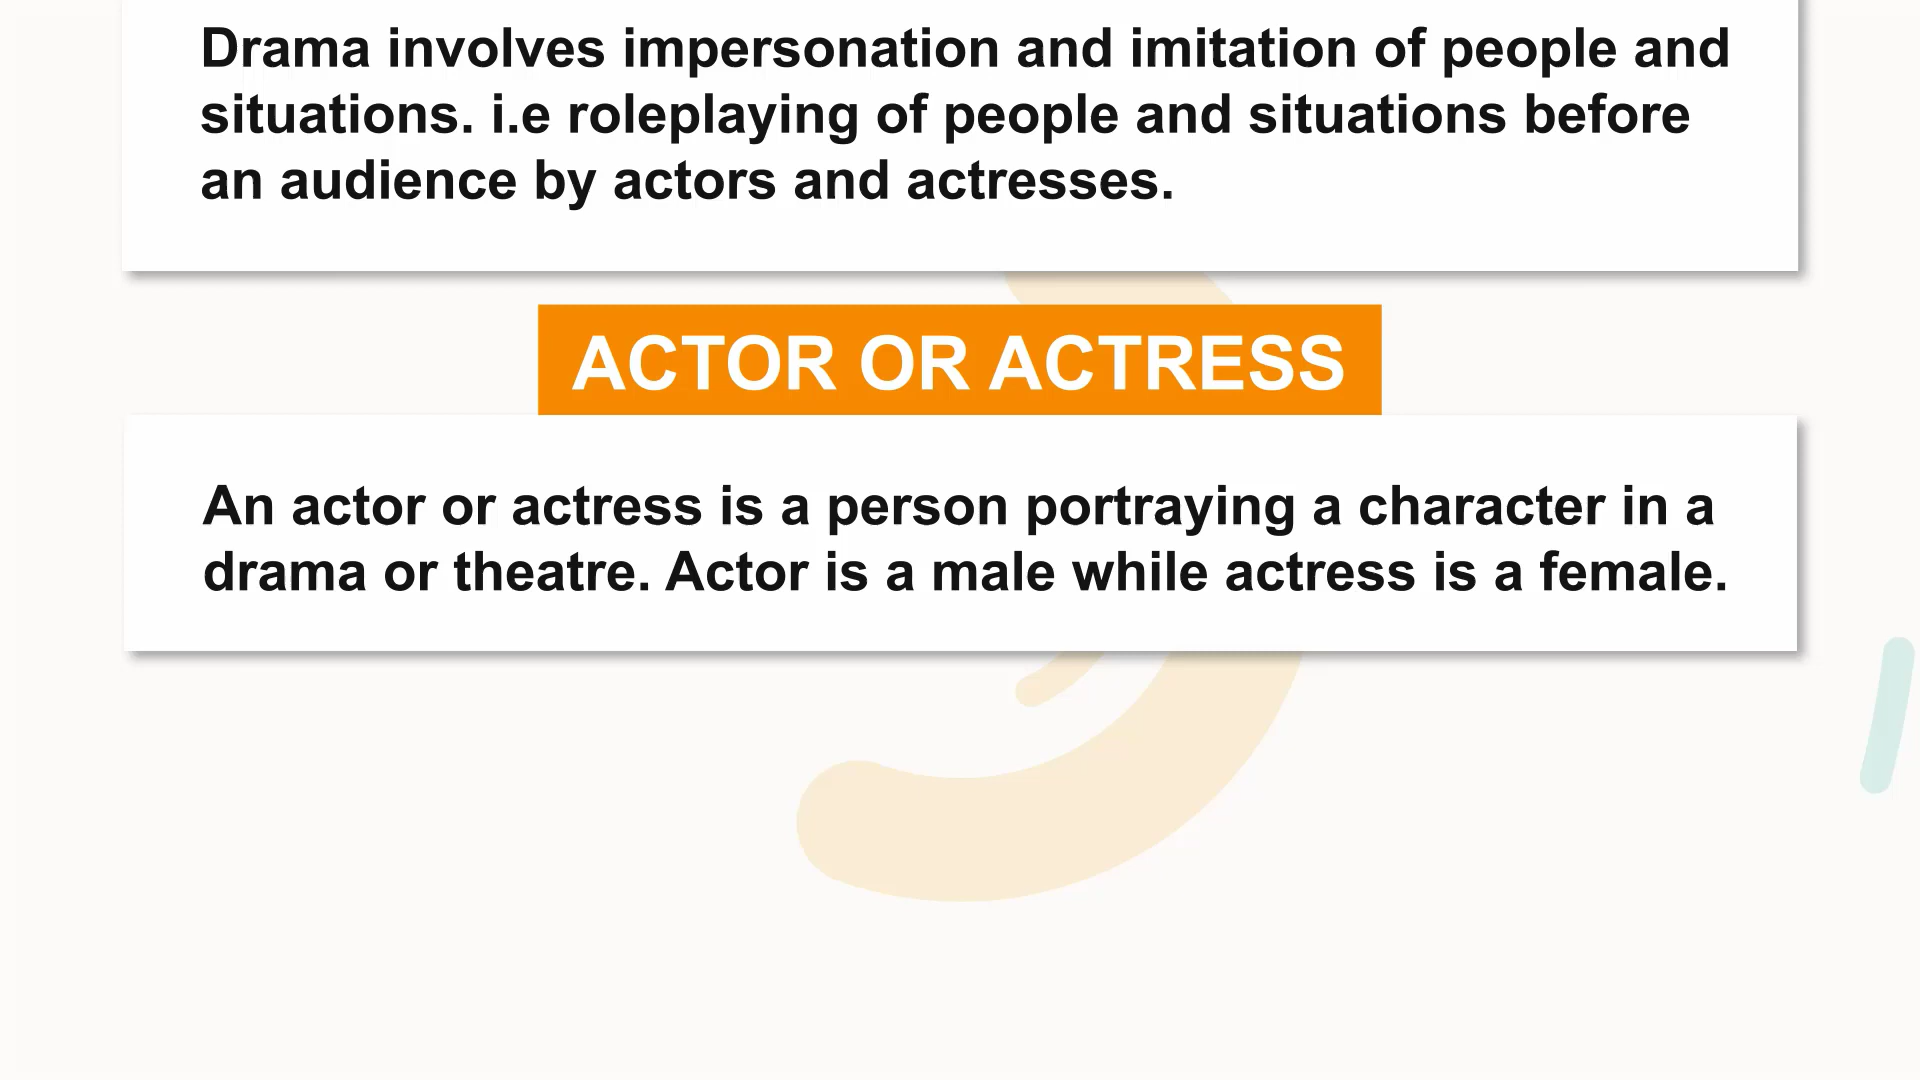 Drama involves impersonation and imitation of people and
situations. i.e roleplaying of people and situations before
an audience by actors and actresses.
ACTOR OR ACTRESS
An actor or actress is a person portraying a character in a
drama or theatre. Actor is a male while actress is a female.